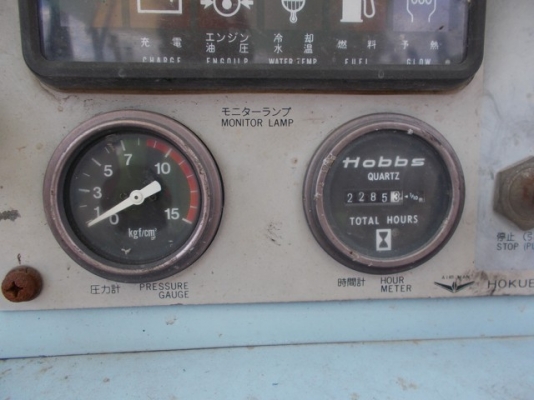 充電 エンジン油圧 冷却水温 燃料 予熱
CHARGE ENGOILP WATER TEMP FUEL GLOW
モニターランプ
MONITOR LAMP
0 1 3 5 7 10 15
kgf/cm²
圧力計 PRESSURE GAUGE
Hobbs
QUARTZ
22853
TOTAL HOURS
時間計 HOUR METER
停止
STOP
HOKUE